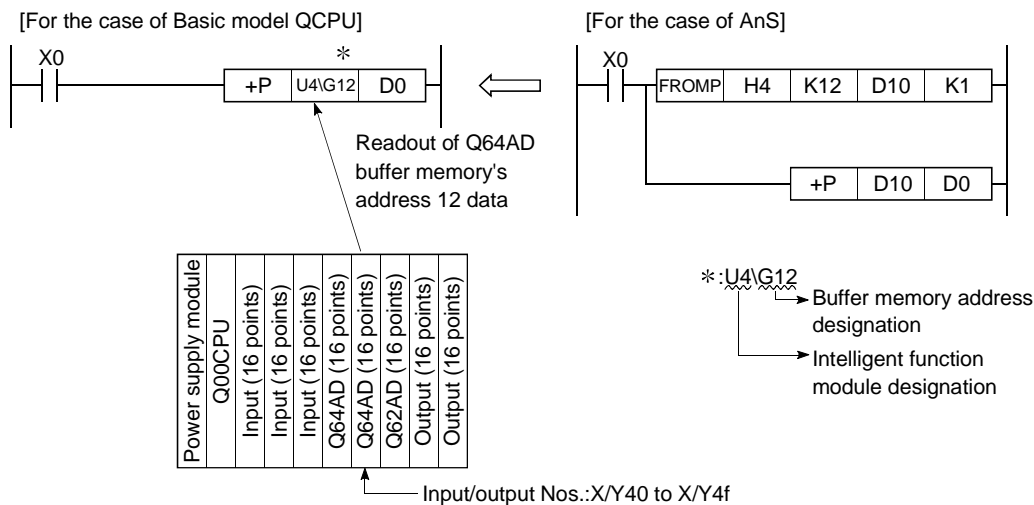 [For the case of Basic model QCPU]
X0
*
+P U4\G12 D0
Readout of Q64AD
buffer memory's
address 12 data
[For the case of AnS]
X0
FROMP H4 K12 D10 K1
+P D10 D0
Power supply module
Q00CPU
Input (16 points)
Input (16 points)
Input (16 points)
Q64AD (16 points)
Q64AD (16 points)
Q62AD (16 points)
Output (16 points)
Output (16 points)
Input/output Nos.:X/Y40 to X/Y4f
*:U4\G12
Buffer memory address
designation
Intelligent function
module designation